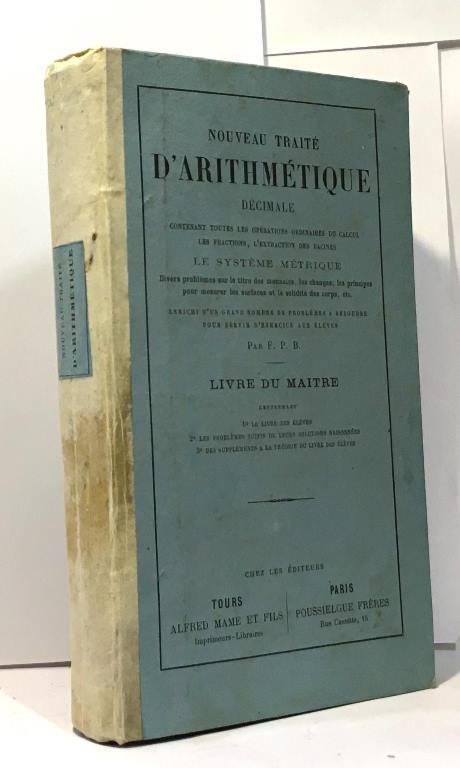 NOUVEAU TRAITÉ
D'ARITHMÉTIQUE
NOUVEAU TRAITÉ
D'ARITHMÉTIQUE
DÉCIMALE
CONTENANT TOUTES LES OPÉRATIONS ORDINAIRES DU CALCUL
LES FRACTIONS, L'EXTRACTION DES RACINES
LE SYSTÈME MÉTRIQUE
Divers problèmes sur le titre des monnaies, les changes, les principes
pour mesurer les surfaces et la solidité des corps, etc.
ENRICHI D'UN GRAND NOMBRE DE PROBLÈMES A RÉSOUDRE
POUR SERVIR D'EXERCICE AUX ÉLÈVES
PAR F. P. B.
LIVRE DU MAITRE
CONTENANT
1º LE LIVRE DES ÉLÈVES
2º LES PROBLÈMES SUIVIS DE LEURS SOLUTIONS RAISONNÉES
3º DES SUPPLÉMENTS A LA THÉORIE DU LIVRE DES ÉLÈVES
CHEZ LES ÉDITEURS
TOURS
ALFRED MAME ET FILS
Imprimeurs-Libraires
PARIS
POUSSIELGUE FRÈRES
Rue Cassette, 15